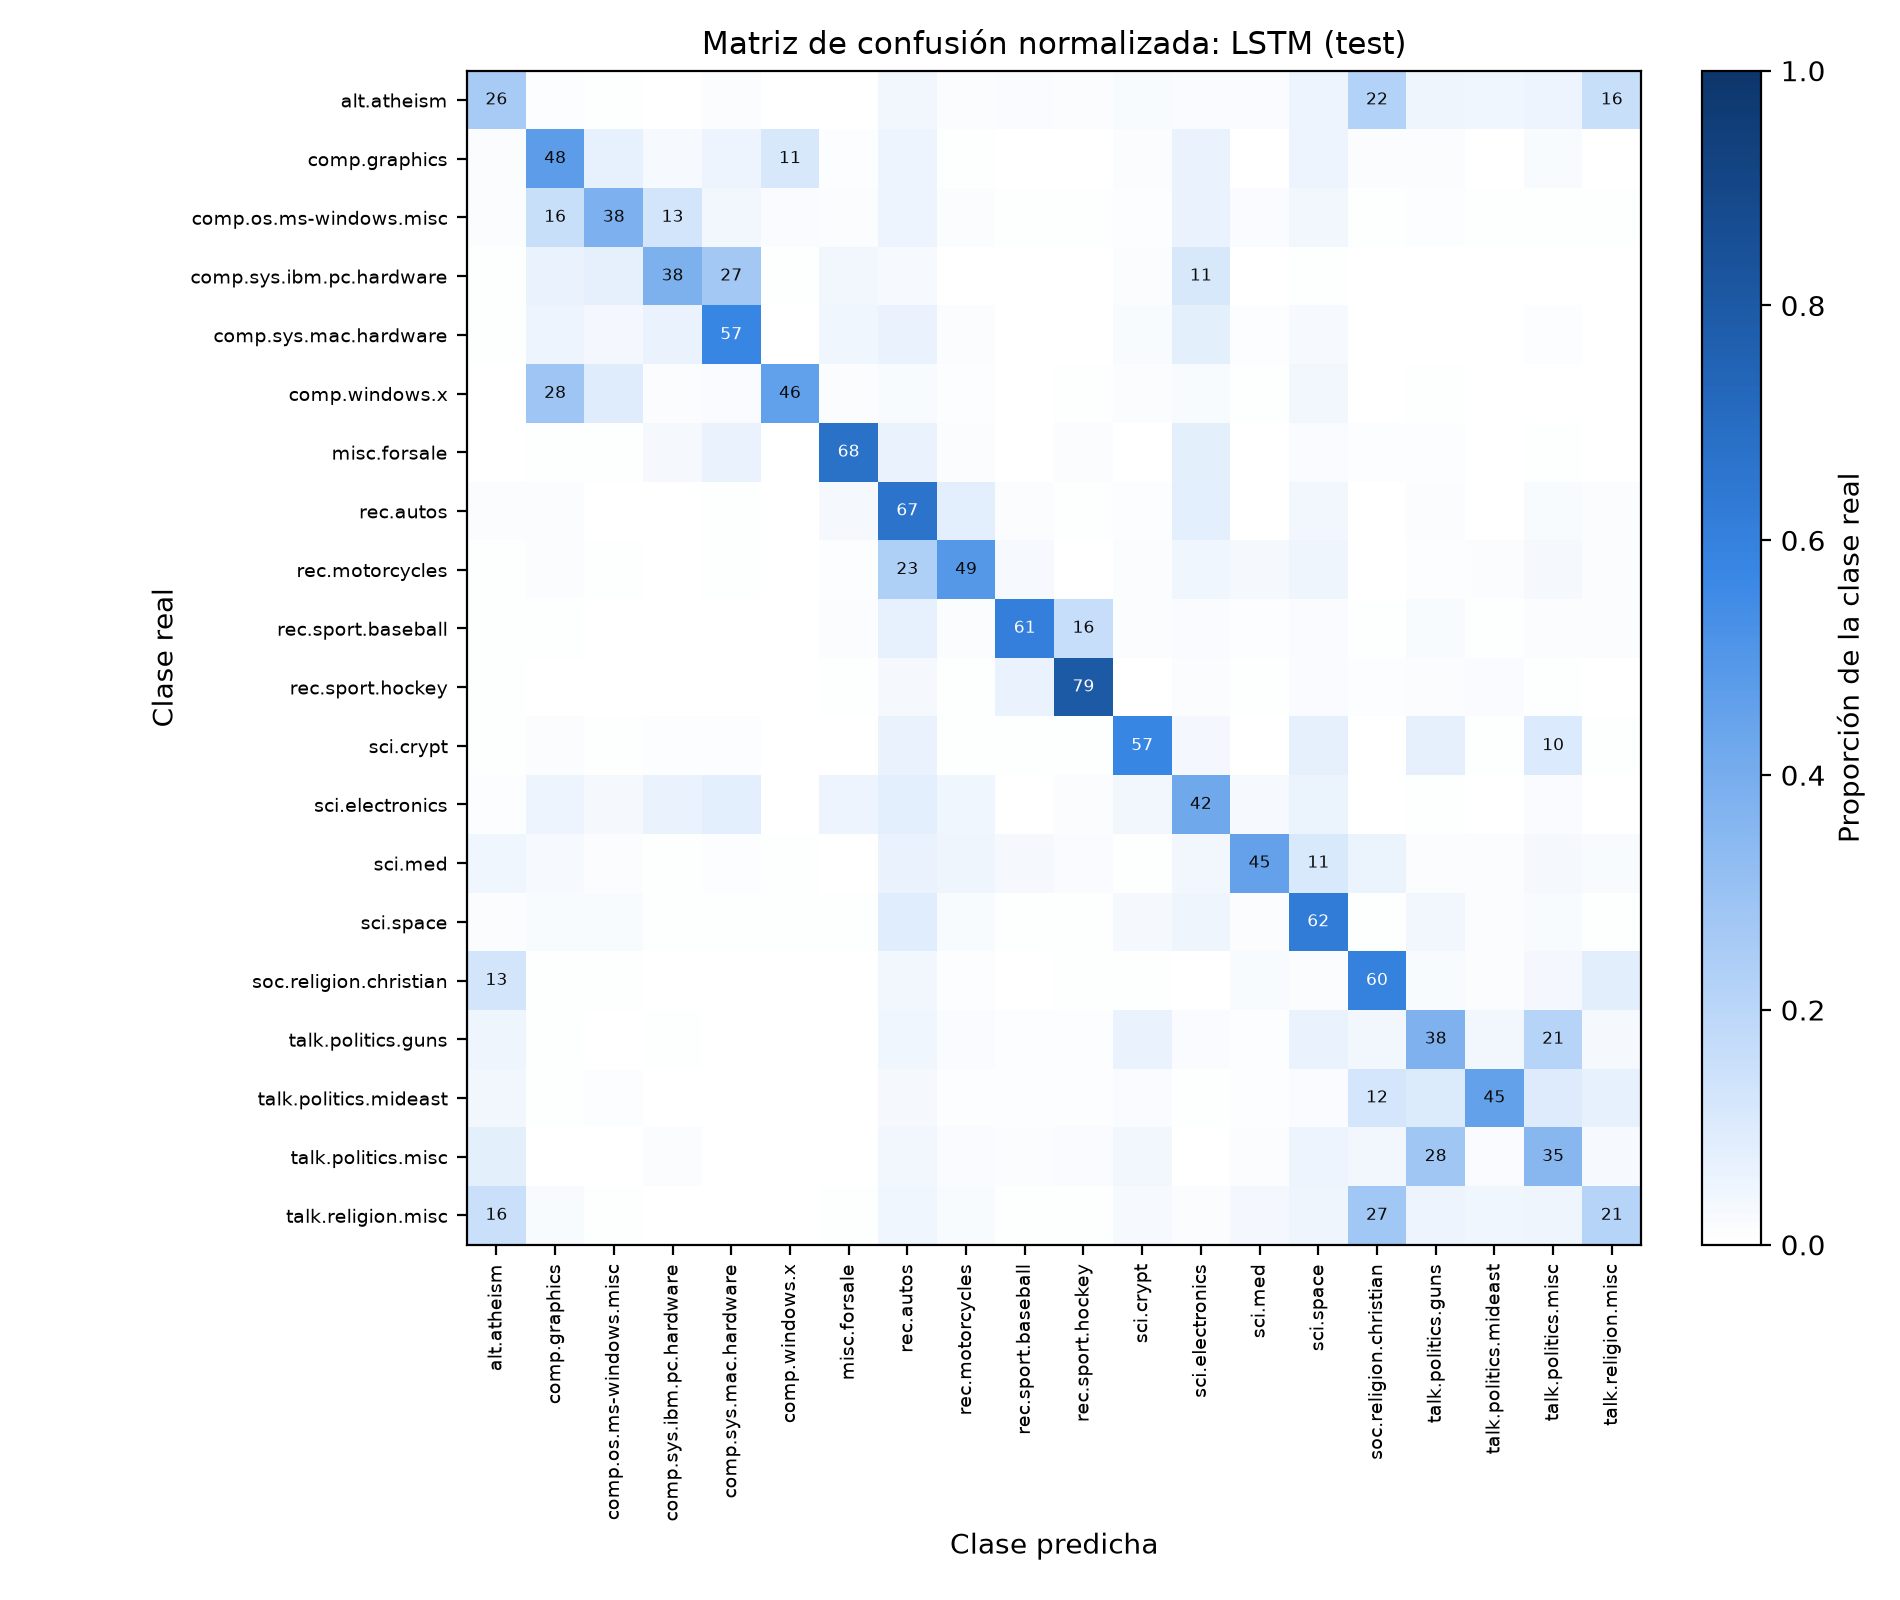 Matriz de confusión normalizada: LSTM (test)
alt.atheism 26 22 16
comp.graphics 48 11
comp.os.ms-windows.misc 16 38 13
comp.sys.ibm.pc.hardware 38 27 11
comp.sys.mac.hardware 57
comp.windows.x 28 46
misc.forsale 68
rec.autos 67
rec.motorcycles 23 49
rec.sport.baseball 61 16
rec.sport.hockey 79
sci.crypt 57 10
sci.electronics 42
sci.med 45 11
sci.space 62
soc.religion.christian 13 60
talk.politics.guns 38 21
talk.politics.mideast 12 45
talk.politics.misc 28 35
talk.religion.misc 16 27 21
Clase real
alt.atheism
comp.graphics
comp.os.ms-windows.misc
comp.sys.ibm.pc.hardware
comp.sys.mac.hardware
comp.windows.x
misc.forsale
rec.autos
rec.motorcycles
rec.sport.baseball
rec.sport.hockey
sci.crypt
sci.electronics
sci.med
sci.space
soc.religion.christian
talk.politics.guns
talk.politics.mideast
talk.politics.misc
talk.religion.misc
Clase predicha
1.0
0.8
0.6
0.4
0.2
0.0
Proporción de la clase real